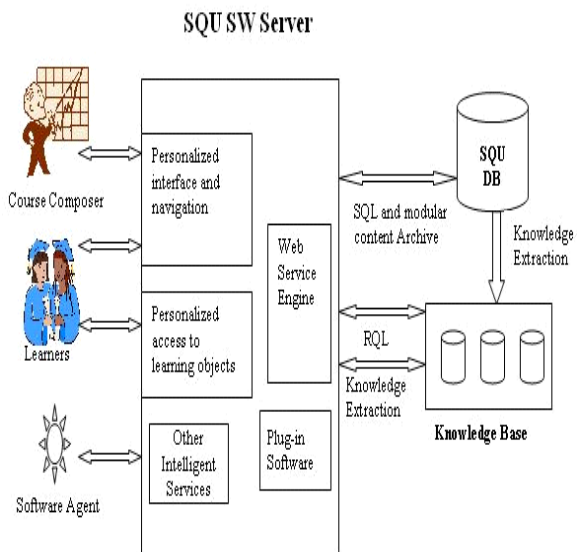 SQU SW Server
Course Composer
Learners
Software Agent
Personalized
interface and
navigation
Personalized
access to
learning objects
Other
Intelligent
Services
Web
Service
Engine
Plug-in
Software
SQL and modular
content Archive
RQL
Knowledge
Extraction
SQU
DB
Knowledge
Extraction
Knowledge Base